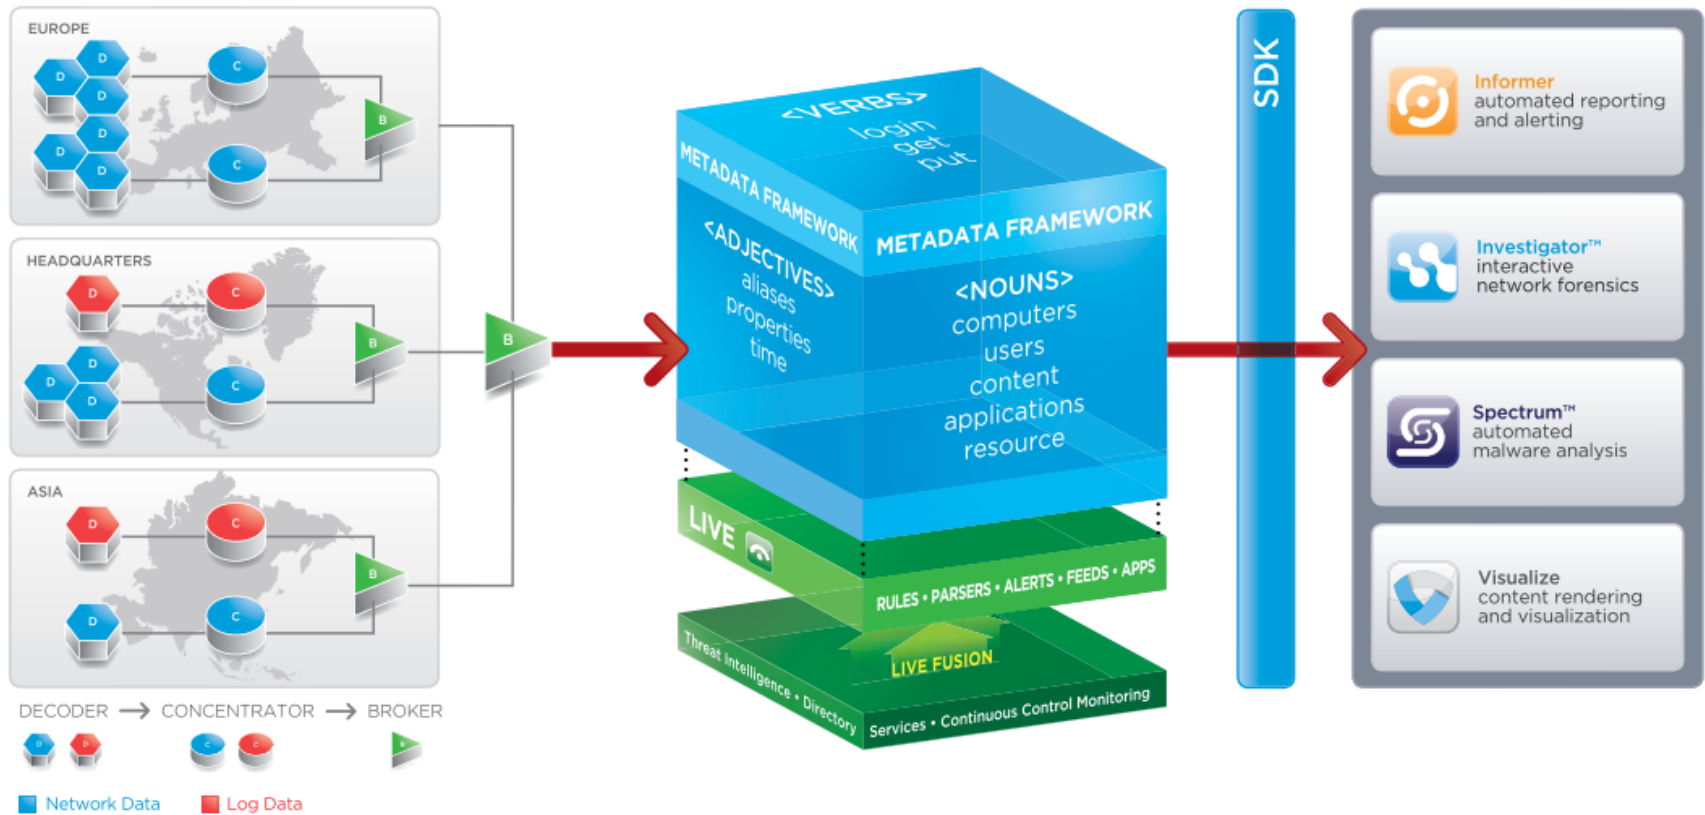 EUROPE
D
D
D
D
D
D
C
C
B
HEADQUARTERS
D
D
D
D
C
C
B
ASIA
D
D
C
C
B
B
DECODER → CONCENTRATOR → BROKER
D D C C B
Network Data Log Data
<VERBS>
login
get
put
METADATA FRAMEWORK
<ADJECTIVES>
aliases
properties
time
METADATA FRAMEWORK
<NOUNS>
computers
users
content
applications
resource
LIVE
RULES • PARSERS • ALERTS • FEEDS • APPS
LIVE FUSION
Threat Intelligence • Directory
Services • Continuous Control Monitoring
SDK
Informer
automated reporting
and alerting
Investigator™
interactive
network forensics
Spectrum™
automated
malware analysis
Visualize
content rendering
and visualization